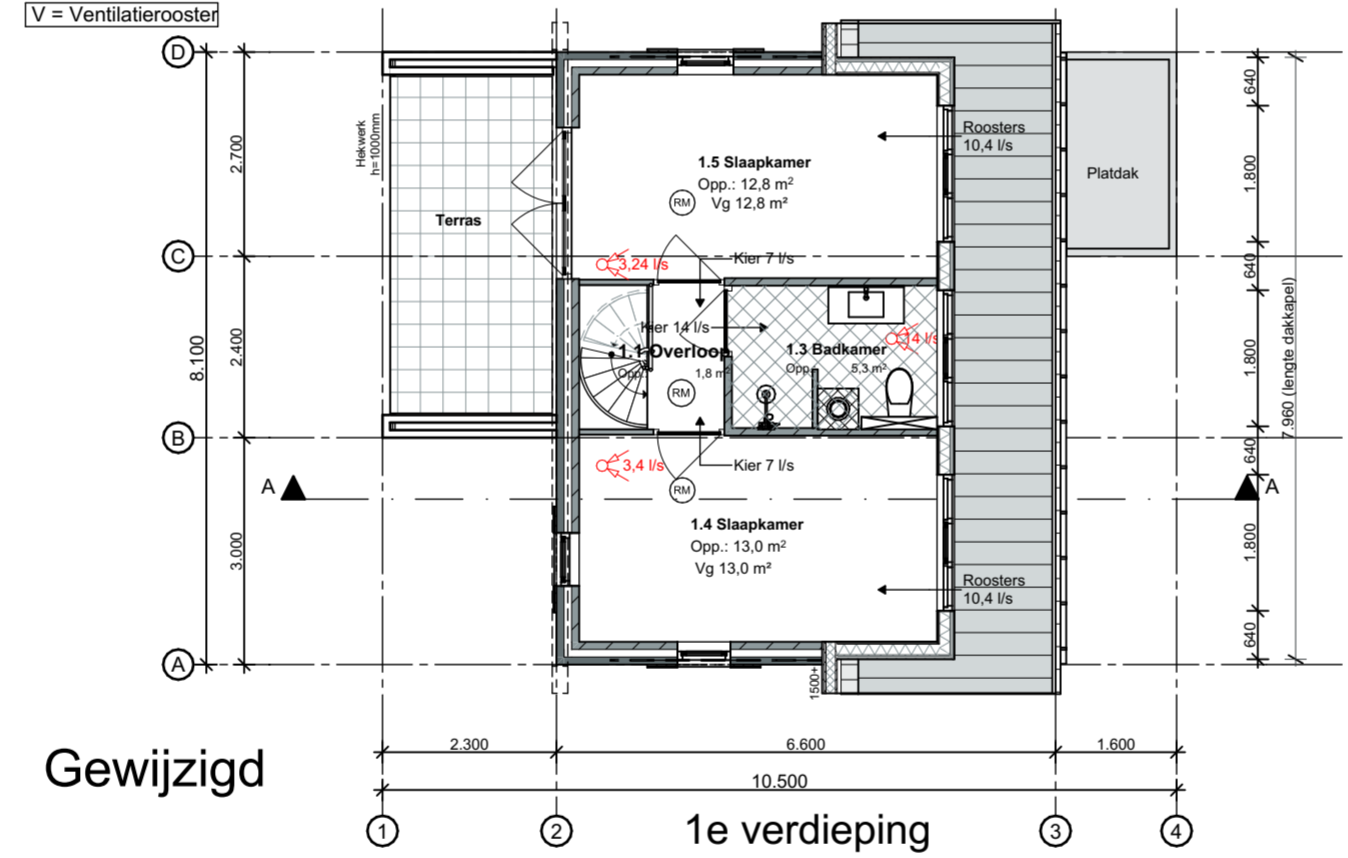 V = Ventilatierooster
D
C
B
A
8.100
2.700
2.400
3.000
Hekwerk
h=1000mm
Terras
1.5 Slaapkamer
Opp.: 12,8 m²
Vg 12,8 m²
RM
Roosters
10,4 l/s
Platdak
3,24 l/s
Kier 7 l/s
Kier 14 l/s
1.1 Overloop
Opp.
1,8 m²
RM
1.3 Badkamer
Opp.
5,3 m²
14 l/s
3,4 l/s
Kier 7 l/s
RM
1.4 Slaapkamer
Opp.: 13,0 m²
Vg 13,0 m²
Roosters
10,4 l/s
A
A
1500+
640
1.800
640
1.800
640
1.800
640
7.960 (lengte dakkapel)
2.300
6.600
1.600
10.500
Gewijzigd
1
2
1e verdieping
3
4